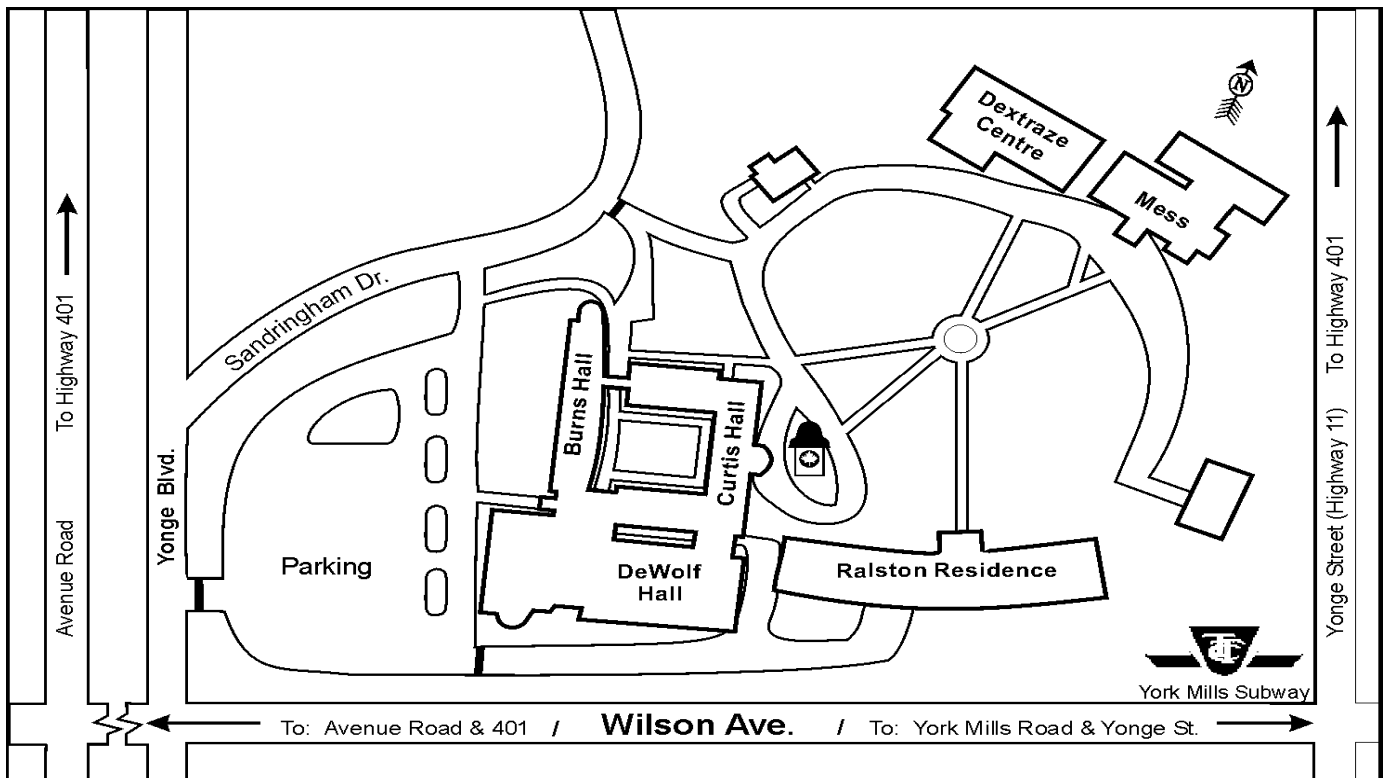 Dextraze
Centre
N
Mess
To Highway 401
Avenue Road
Yonge Blvd.
Sandringham Dr.
Burns Hall
Curtis Hall
To Highway 401
Yonge Street (Highway 11)
Parking
DeWolf
Hall
Ralston Residence
TTC
York Mills Subway
To: Avenue Road & 401 / Wilson Ave. / To: York Mills Road & Yonge St.